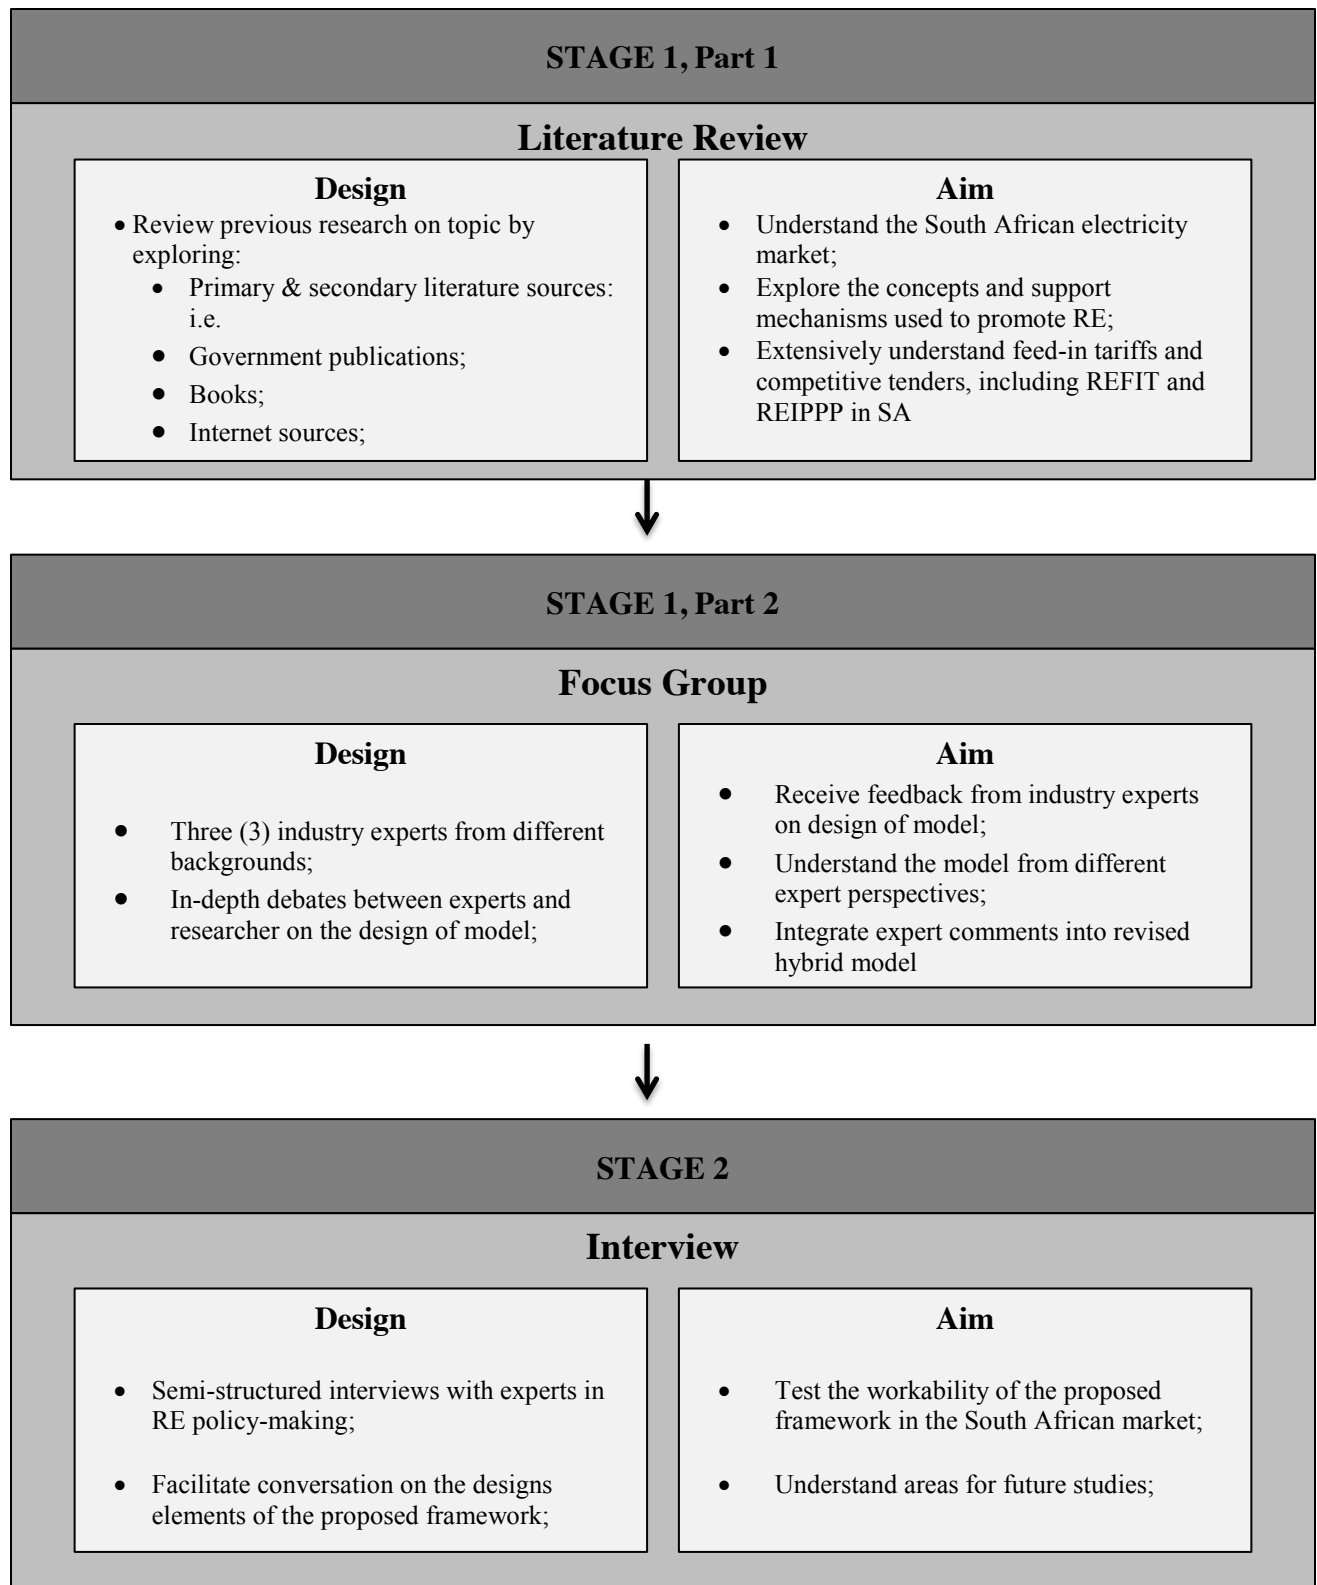 STAGE 1, Part 1
Literature Review
Design
• Review previous research on topic by
exploring:
• Primary & secondary literature sources:
i.e.
• Government publications;
• Books;
• Internet sources;
Aim
• Understand the South African electricity
market;
• Explore the concepts and support
mechanisms used to promote RE;
• Extensively understand feed-in tariffs and
competitive tenders, including REFIT and
REIPPP in SA
STAGE 1, Part 2
Focus Group
Design
• Three (3) industry experts from different
backgrounds;
• In-depth debates between experts and
researcher on the design of model;
Aim
• Receive feedback from industry experts
on design of model;
• Understand the model from different
expert perspectives;
• Integrate expert comments into revised
hybrid model
STAGE 2
Interview
Design
• Semi-structured interviews with experts in
RE policy-making;
• Facilitate conversation on the designs
elements of the proposed framework;
Aim
• Test the workability of the proposed
framework in the South African market;
• Understand areas for future studies;